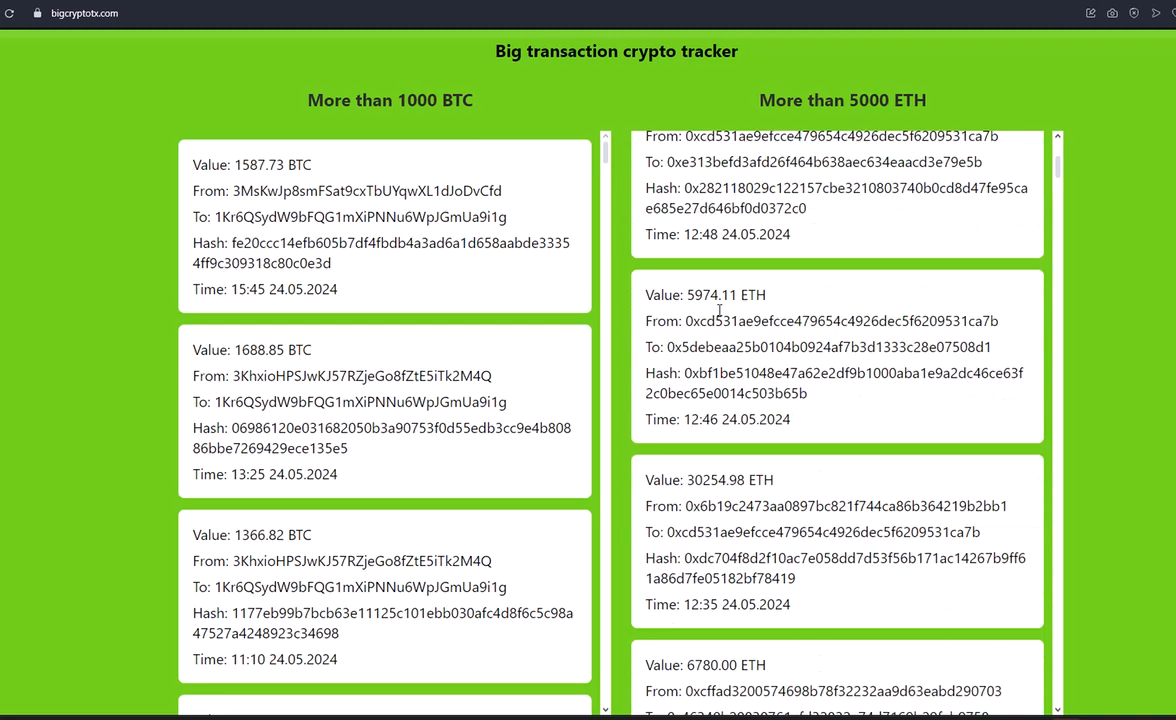 bigcryptotx.com
Big transaction crypto tracker
More than 1000 BTC
Value: 1587.73 BTC
From: 3MsKwJp8smFSat9cxTbUYqwXL1dJoDvCfd
To: 1Kr6QSydW9bFQG1mXiPNNu6WpJGmUa9i1g
Hash: fe20ccc14efb605b7df4fbdb4a3ad6a1d658aabde3335
4ff9c309318c80c0e3d
Time: 15:45 24.05.2024
Value: 1688.85 BTC
From: 3KhxioHPSJwKJ57RZjeGo8fZtE5iTk2M4Q
To: 1Kr6QSydW9bFQG1mXiPNNu6WpJGmUa9i1g
Hash: 06986120e031682050b3a90753f0d55edb3cc9e4b808
86bbe7269429ece135e5
Time: 13:25 24.05.2024
Value: 1366.82 BTC
From: 3KhxioHPSJwKJ57RZjeGo8fZtE5iTk2M4Q
To: 1Kr6QSydW9bFQG1mXiPNNu6WpJGmUa9i1g
Hash: 1177eb99b7bcb63e11125c101ebb030afc4d8f6c5c98a
47527a4248923c34698
Time: 11:10 24.05.2024
More than 5000 ETH
From: 0xcd531ae9efcce479654c4926dec5f6209531ca7b
To: 0xe313befd3afd26f464b638aec634eaacd3e79e5b
Hash: 0x282118029c122157cbe3210803740b0cd8d47fe95ca
e685e27d646bf0d0372c0
Time: 12:48 24.05.2024
Value: 5974.11 ETH
From: 0xcd531ae9efcce479654c4926dec5f6209531ca7b
To: 0x5debeaa25b0104b0924af7b3d1333c28e07508d1
Hash: 0xbf1be51048e47a62e2df9b1000aba1e9a2dc46ce63f
2c0bec65e0014c503b65b
Time: 12:46 24.05.2024
Value: 30254.98 ETH
From: 0x6b19c2473aa0897bc821f744ca86b364219b2bb1
To: 0xcd531ae9efcce479654c4926dec5f6209531ca7b
Hash: 0xdc704f8d2f10ac7e058dd7d53f56b171ac14267b9ff6
1a86d7fe05182bf78419
Time: 12:35 24.05.2024
Value: 6780.00 ETH
From: 0xcffad3200574698b78f32232aa9d63eabd290703